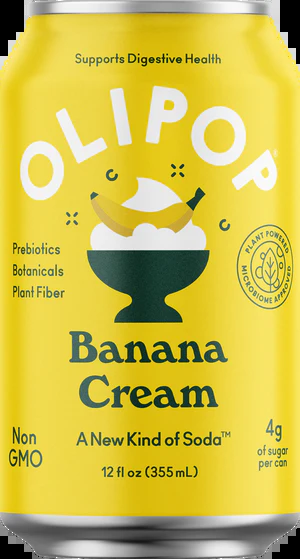 Supports Digestive Health
OLIPOP®
Prebiotics
Botanicals
Plant Fiber
PLANT POWERED
MICROBIOME APPROVED
Banana
Cream
Non
GMO
A New Kind of Soda™
4g
of sugar
per can
12 fl oz (355 mL)